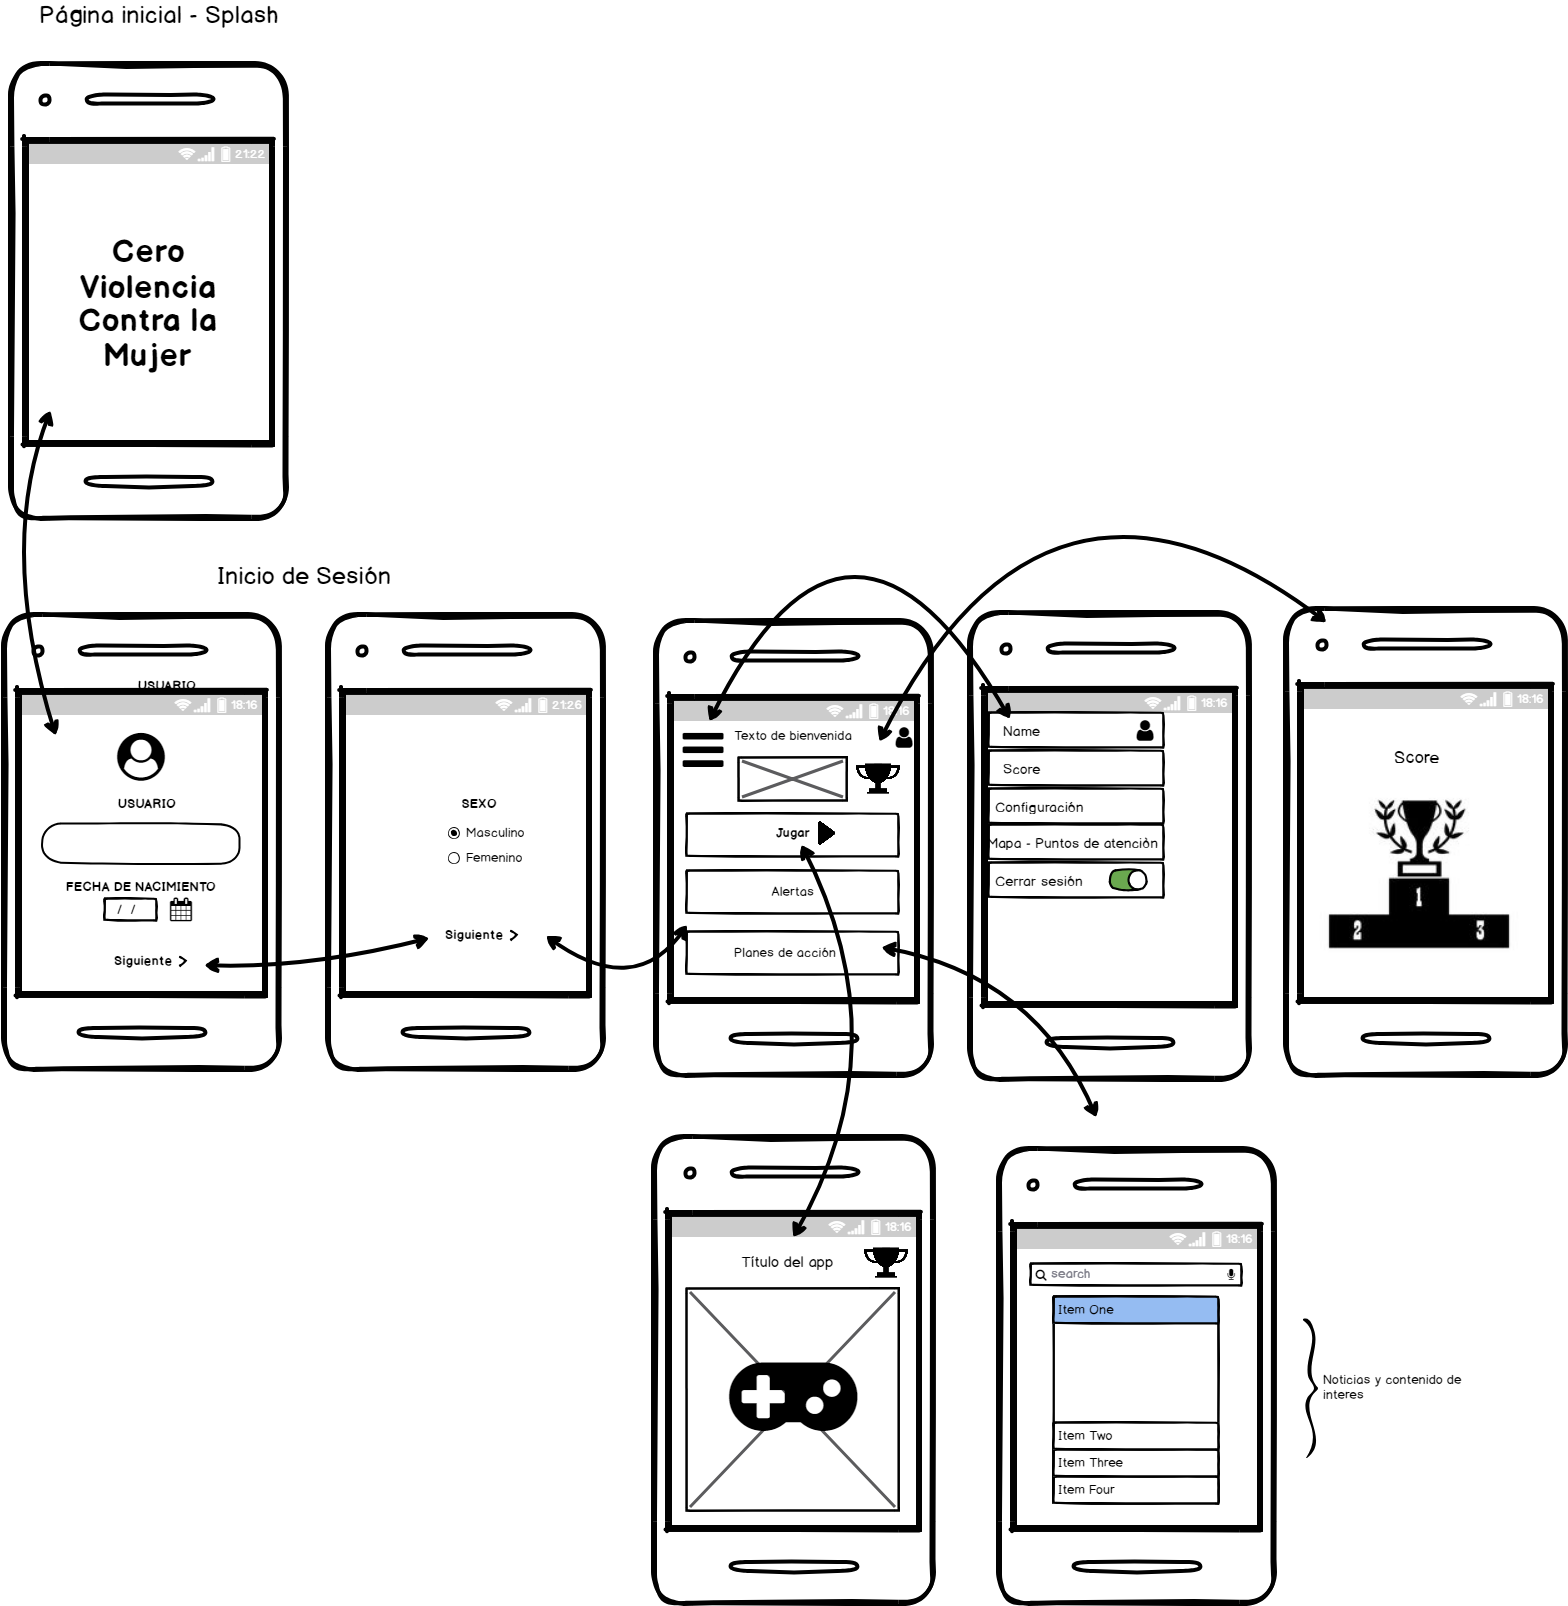 Página inicial - Splash
21:22
Cero
Violencia
Contra la
Mujer
Inicio de Sesión
USUARIO
18:16
USUARIO
FECHA DE NACIMIENTO
/ /
Siguiente >
21:26
SEXO
Masculino
Femenino
Siguiente >
18:16
Texto de bienvenida
Jugar
Alertas
Planes de acción
18:16
Name
Score
Configuración
Mapa - Puntos de atención
Cerrar sesión
18:16
Score
1
2 3
18:16
Título del app
18:16
search
Item One
Item Two
Item Three
Item Four
Noticias y contenido de
interes